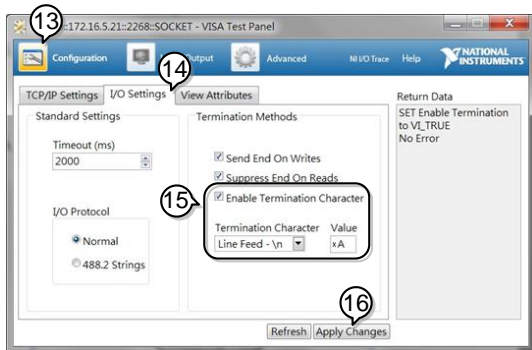 13
::172.16.5.21::2268::SOCKET - VISA Test Panel
Configuration
Output
Advanced
NI I/O Trace
Help
NATIONAL
INSTRUMENTS
14
TCP/IP Settings
I/O Settings
View Attributes
Return Data
Standard Settings
Termination Methods
SET Enable Termination
to VI_TRUE
No Error
Timeout (ms)
2000
Send End On Writes
Suppress End On Reads
15
Enable Termination Character
I/O Protocol
Termination Character
Value
Line Feed - \n
xA
Normal
488.2 Strings
16
Refresh
Apply Changes